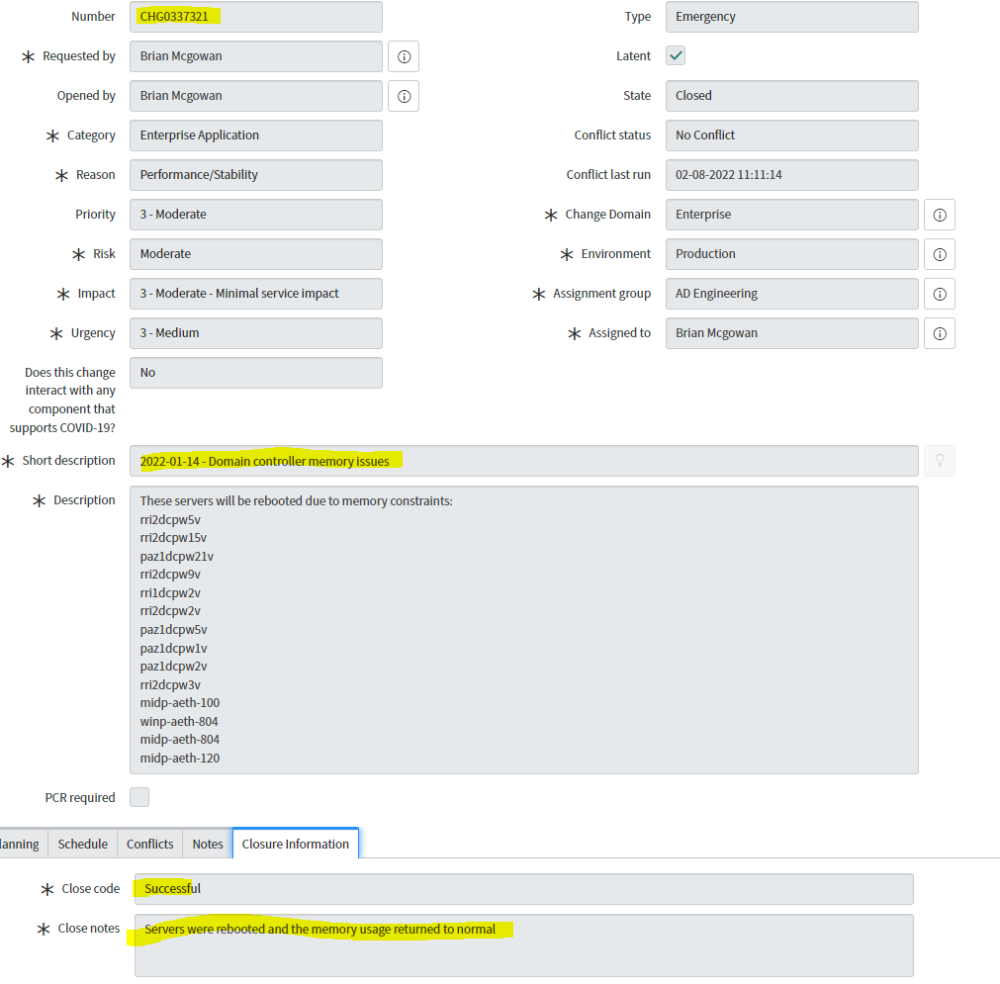 Number CHG0337321
Type Emergency
Requested by Brian Mcgowan
Latent
Opened by Brian Mcgowan
State Closed
Category Enterprise Application
Conflict status No Conflict
Reason Performance/Stability
Conflict last run 02-08-2022 11:11:14
Priority 3 - Moderate
Change Domain Enterprise
Risk Moderate
Environment Production
Impact 3 - Moderate - Minimal service impact
Assignment group AD Engineering
Urgency 3 - Medium
Assigned to Brian Mcgowan
Does this change No
interact with any
component that
supports COVID-19?
Short description 2022-01-14 - Domain controller memory issues
Description These servers will be rebooted due to memory constraints:
rri2dcpw5v
rri2dcpw15v
paz1dcpw21v
rri2dcpw9v
rri1dcpw2v
rri2dcpw2v
paz1dcpw5v
paz1dcpw1v
paz1dcpw2v
rri2dcpw3v
midp-aeth-100
winp-aeth-804
midp-aeth-804
midp-aeth-120
PCR required
lanning Schedule Conflicts Notes Closure Information
Close code Successful
Close notes Servers were rebooted and the memory usage returned to normal